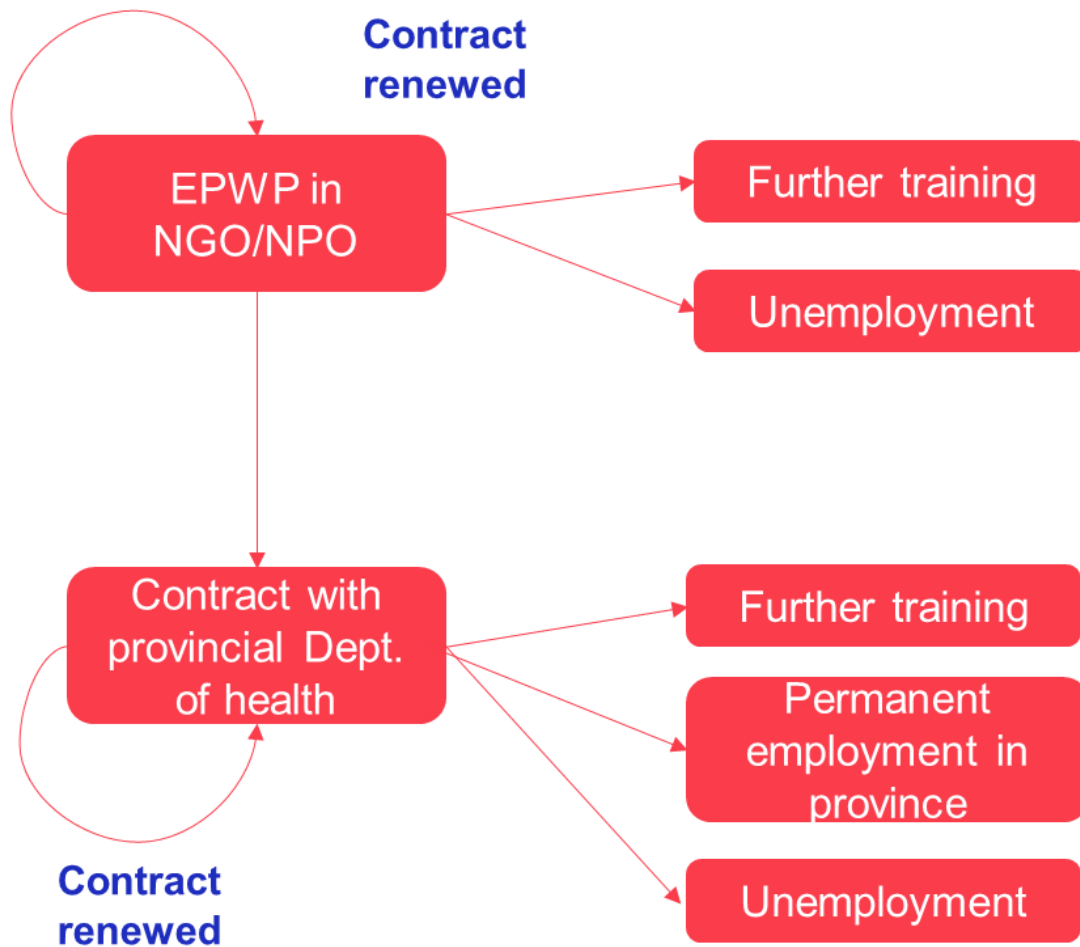 Contract
renewed
EPWP in
NGO/NPO
Further training
Unemployment
Contract with
provincial Dept.
of health
Further training
Permanent
employment in
province
Unemployment
Contract
renewed